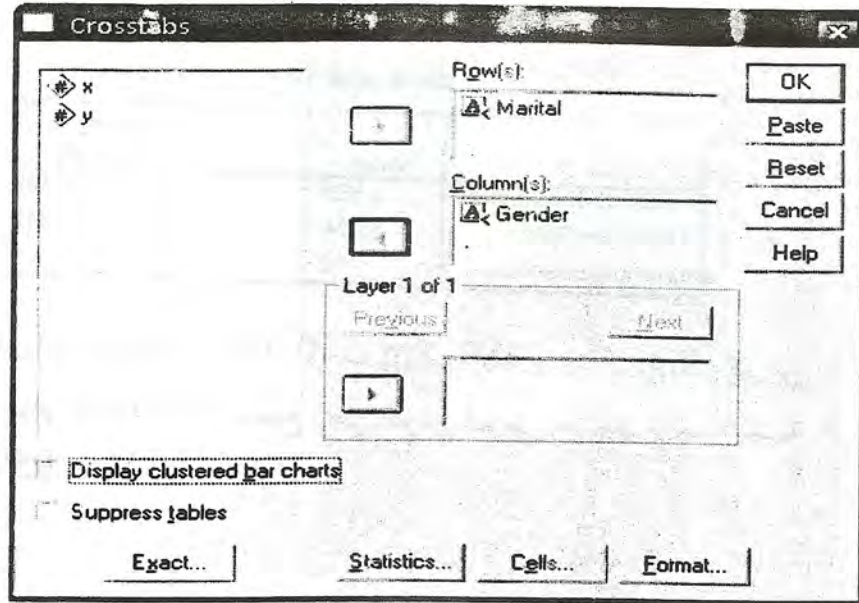 Crosstabs
x
y
Row(s):
Marital
Column(s):
Gender
Layer 1 of 1
Previous
Next
OK
Paste
Reset
Cancel
Help
Display clustered bar charts
Suppress tables
Exact...
Statistics...
Cells...
Format...